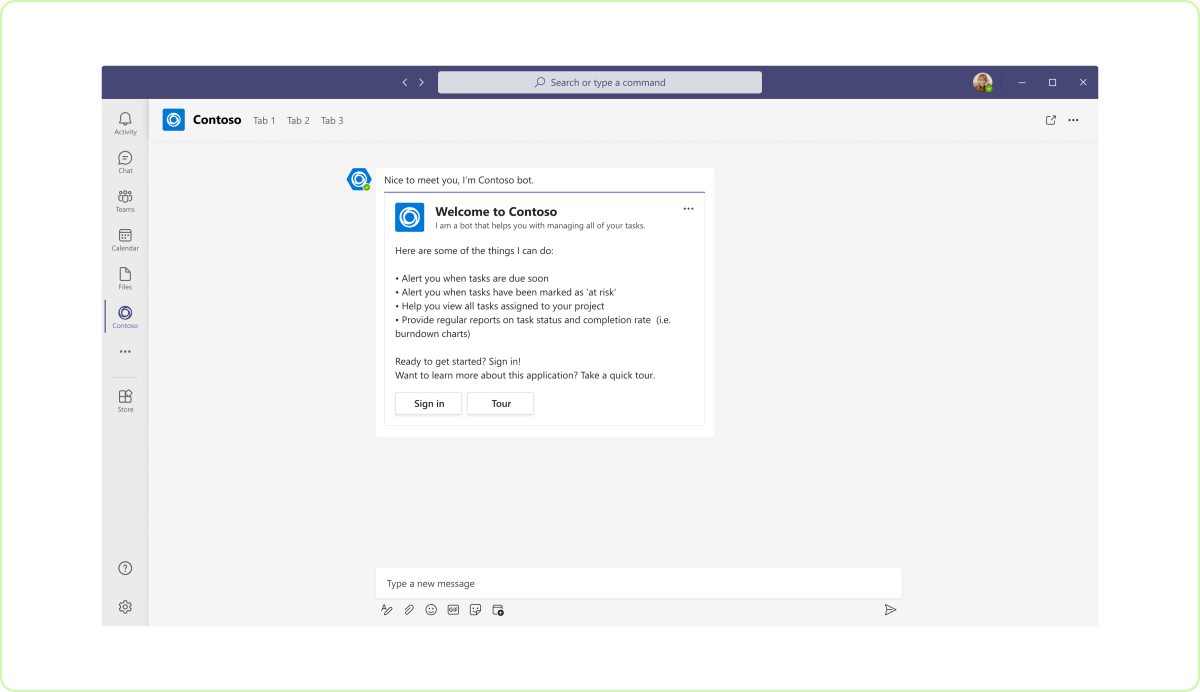 Search or type a command
Activity
Chat
Teams
Calendar
Files
Contoso
Store
Contoso Tab 1 Tab 2 Tab 3
Nice to meet you, I'm Contoso bot.
Welcome to Contoso
I am a bot that helps you with managing all of your tasks.
Here are some of the things I can do:
• Alert you when tasks are due soon
• Alert you when tasks have been marked as 'at risk'
• Help you view all tasks assigned to your project
• Provide regular reports on task status and completion rate (i.e.
burndown charts)
Ready to get started? Sign in!
Want to learn more about this application? Take a quick tour.
Sign in Tour
Type a new message
GIF